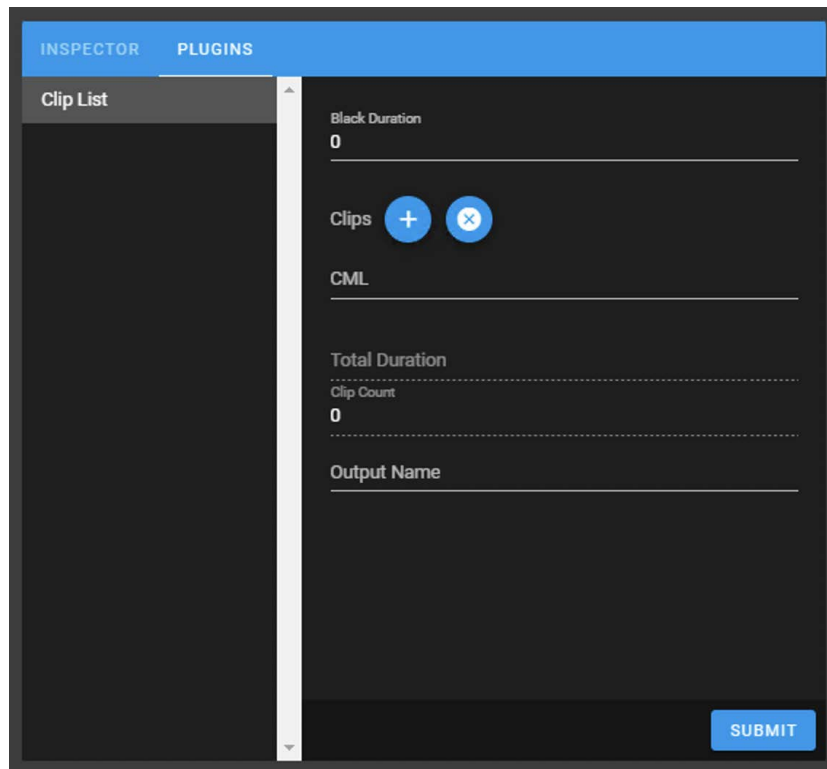 INSPECTOR PLUGINS
Clip List
Black Duration
0
Clips
CML
Total Duration
Clip Count
0
Output Name
SUBMIT